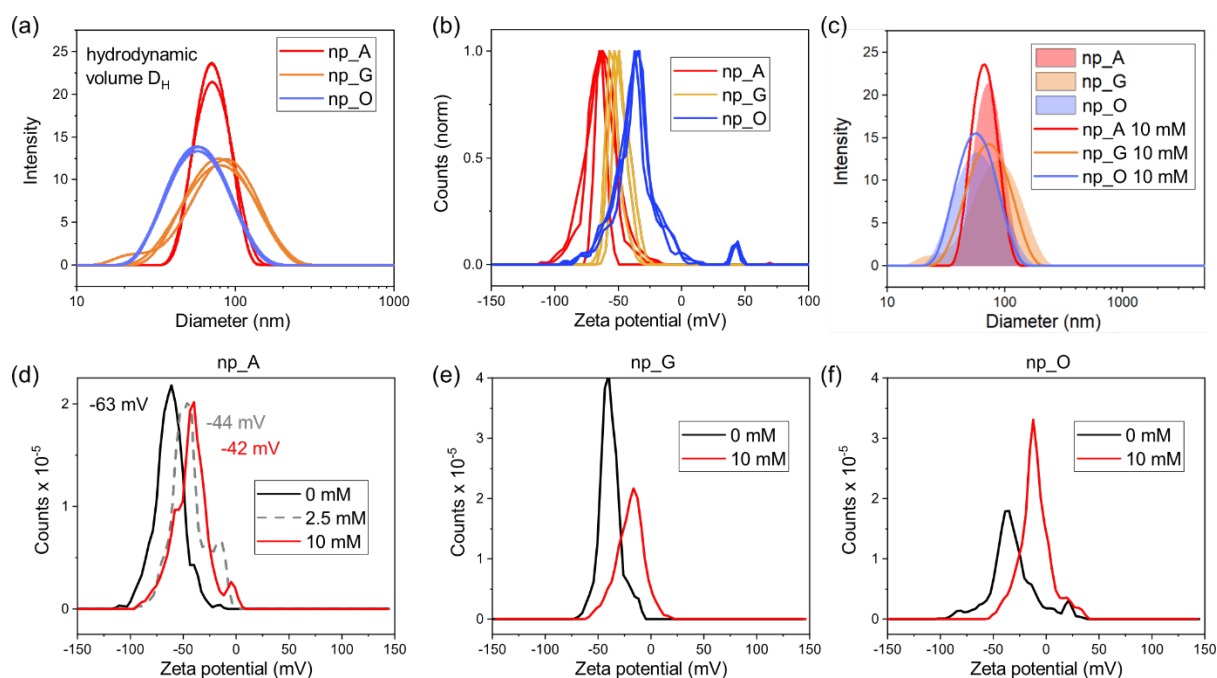 (a)
hydrodynamic
volume D_H
np_A
np_G
np_O
Intensity
25
20
15
10
5
0
10
100
1000
Diameter (nm)
(b)
np_A
np_G
np_O
Counts (norm)
1.0
0.5
0.0
-150
-100
-50
0
50
100
Zeta potential (mV)
(c)
np_A
np_G
np_O
np_A 10 mM
np_G 10 mM
np_O 10 mM
Intensity
25
20
15
10
5
0
10
100
1000
Diameter (nm)
(d)
np_A
-63 mV
-44 mV
-42 mV
0 mM
2.5 mM
10 mM
Counts x 10^-5
2
1
0
-150
-100
-50
0
50
100
150
Zeta potential (mV)
(e)
np_G
0 mM
10 mM
Counts x 10^-5
4
3
2
1
0
-150
-100
-50
0
50
100
150
Zeta potential (mV)
(f)
np_O
0 mM
10 mM
Counts x 10^-5
4
3
2
1
0
-150
-100
-50
0
50
100
150
Zeta potential (mV)